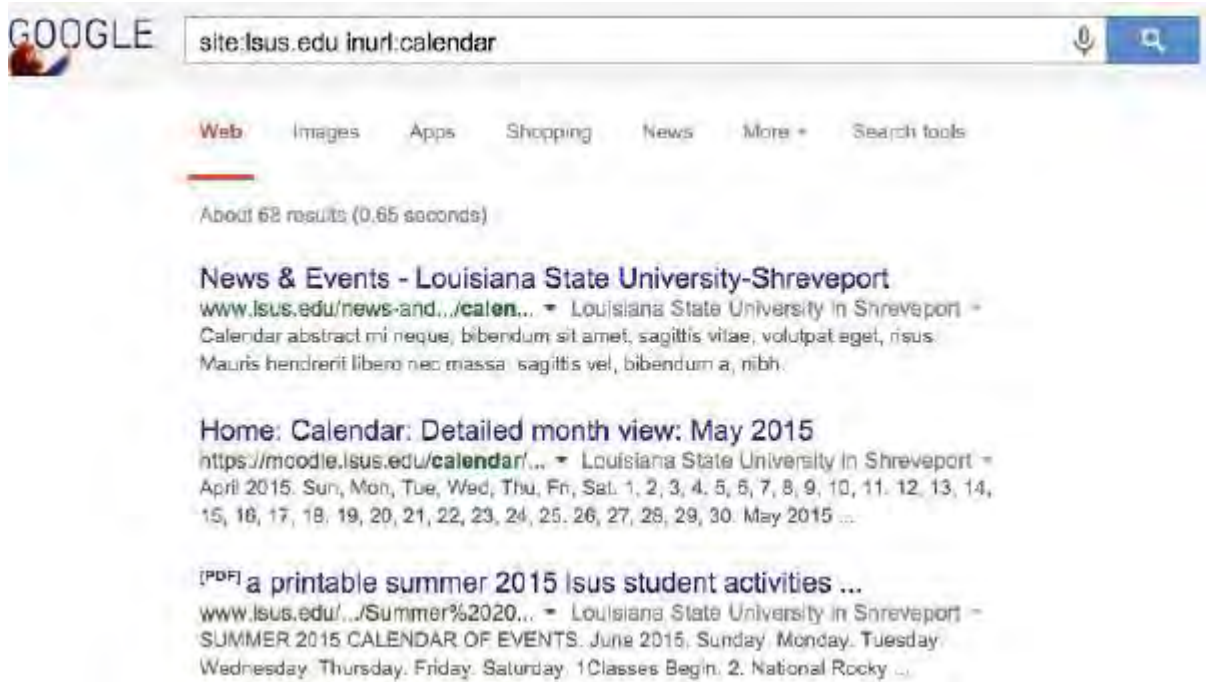 GOOGLE
site:lsus.edu inurl:calendar
Web Images Apps Shopping News More Search tools
About 68 results (0.65 seconds)
News & Events - Louisiana State University-Shreveport
www.lsus.edu/news-and.../calen... Louisiana State University in Shreveport
Calendar abstract mi neque, bibendum sit amet, sagittis vitae, volutpat eget, risus.
Mauris hendrerit libero nec massa. sagittis vel, bibendum a, nibh.
Home: Calendar: Detailed month view: May 2015
https://moodle.lsus.edu/calendar/... Louisiana State University in Shreveport
April 2015. Sun, Mon, Tue, Wed, Thu, Fri, Sat. 1, 2, 3, 4. 5, 6, 7, 8, 9, 10, 11. 12, 13, 14,
15, 16, 17, 18. 19, 20, 21, 22, 23, 24, 25. 26, 27, 28, 29, 30. May 2015 ...
[PDF] a printable summer 2015 lsus student activities ...
www.lsus.edu/.../Summer%2020... Louisiana State University in Shreveport
SUMMER 2015 CALENDAR OF EVENTS. June 2015. Sunday. Monday. Tuesday.
Wednesday. Thursday. Friday. Saturday. 1Classes Begin. 2. National Rocky ...